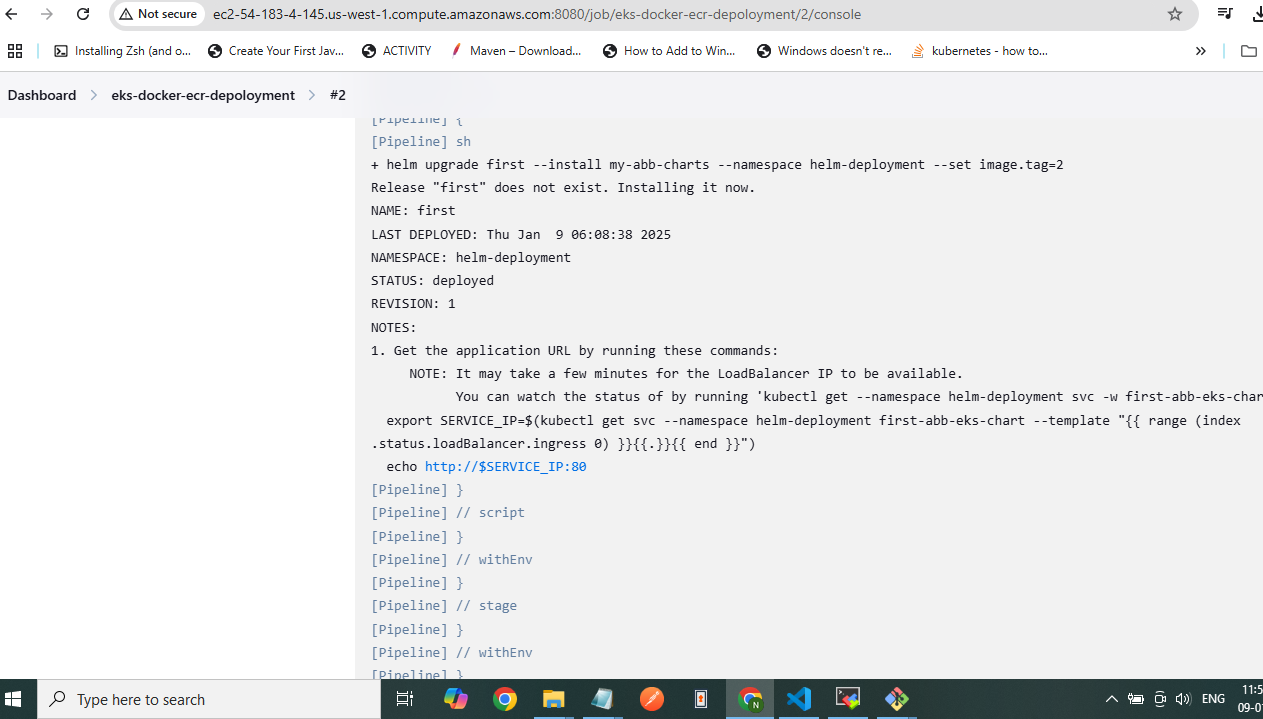 Not secure
ec2-54-183-4-145.us-west-1.compute.amazonaws.com:8080/job/eks-docker-ecr-depoloyment/2/console
Installing Zsh (and o...
Create Your First Jav...
ACTIVITY
Maven – Download...
How to Add to Win...
Windows doesn't re...
kubernetes - how to...
»
Dashboard > eks-docker-ecr-depoloyment > #2
[Pipeline] {
[Pipeline] sh
+ helm upgrade first --install my-abb-charts --namespace helm-deployment --set image.tag=2
Release "first" does not exist. Installing it now.
NAME: first
LAST DEPLOYED: Thu Jan  9 06:08:38 2025
NAMESPACE: helm-deployment
STATUS: deployed
REVISION: 1
NOTES:
1. Get the application URL by running these commands:
     NOTE: It may take a few minutes for the LoadBalancer IP to be available.
           You can watch the status of by running 'kubectl get --namespace helm-deployment svc -w first-abb-eks-char
  export SERVICE_IP=$(kubectl get svc --namespace helm-deployment first-abb-eks-chart --template "{{ range (index
.status.loadBalancer.ingress 0) }}{{.}}{{ end }}")
  echo http://$SERVICE_IP:80
[Pipeline] }
[Pipeline] // script
[Pipeline] }
[Pipeline] // withEnv
[Pipeline] }
[Pipeline] // stage
[Pipeline] }
[Pipeline] // withEnv
[Pipeline] }
Type here to search
N
ENG
11:5
09-0